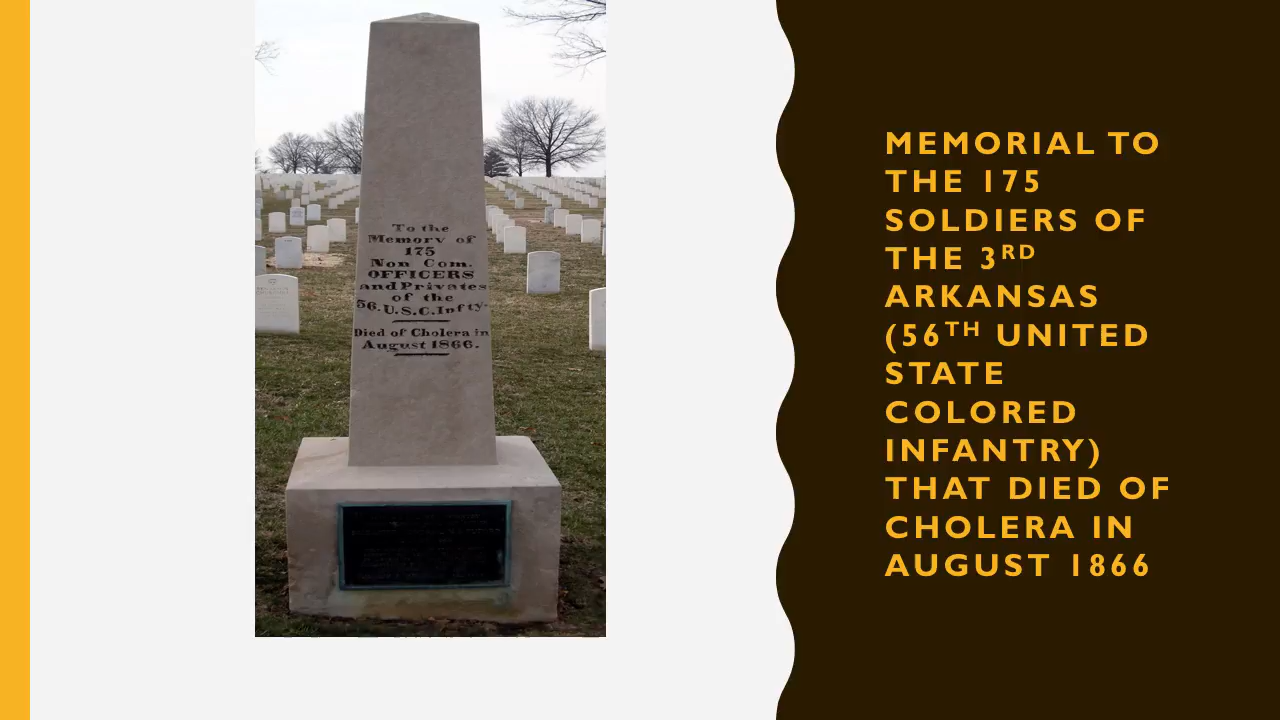 To the
Memory of
175
Non Com.
OFFICERS
and Privates
of the
56. U.S.C. Infty.
Died of Cholera in
August 1866.
MEMORIAL TO
THE 175
SOLDIERS OF
THE 3RD
ARKANSAS
(56TH UNITED
STATE
COLORED
INFANTRY)
THAT DIED OF
CHOLERA IN
AUGUST 1866